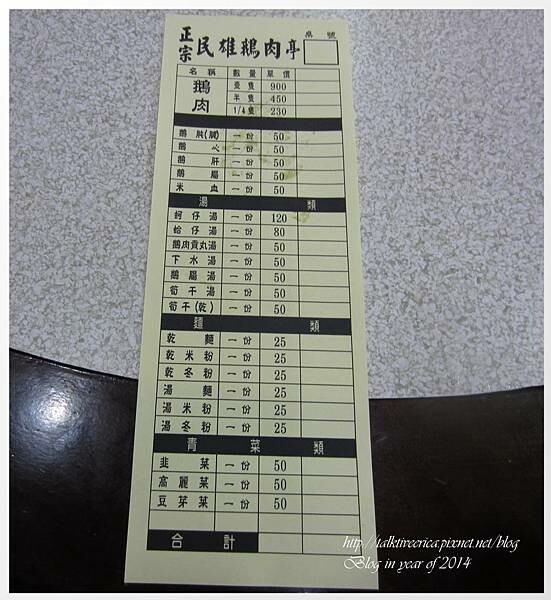 正宗民雄鵝肉亭 桌號
名稱 數量 單價
鵝肉 壹隻 900
半隻 450
1/4隻 230
鵝胘(腱) 一份 50
鵝心 一份 50
鵝肝 一份 50
鵝腸 一份 50
米血 一份 50
湯類
蚵仔湯 一份 120
蛤仔湯 一份 80
鵝肉貢丸湯 一份 50
下水湯 一份 50
鵝腸湯 一份 50
筍干湯 一份 50
筍干(乾) 一份 50
麵類
乾麵 一份 25
乾米粉 一份 25
乾冬粉 一份 25
湯麵 一份 25
湯米粉 一份 25
湯冬粉 一份 25
青菜類
韭菜 一份 50
高麗菜 一份 50
豆芽菜 一份 50
合計
http://talktiveerica.pixnet.net/blog
Blog in year of 2014